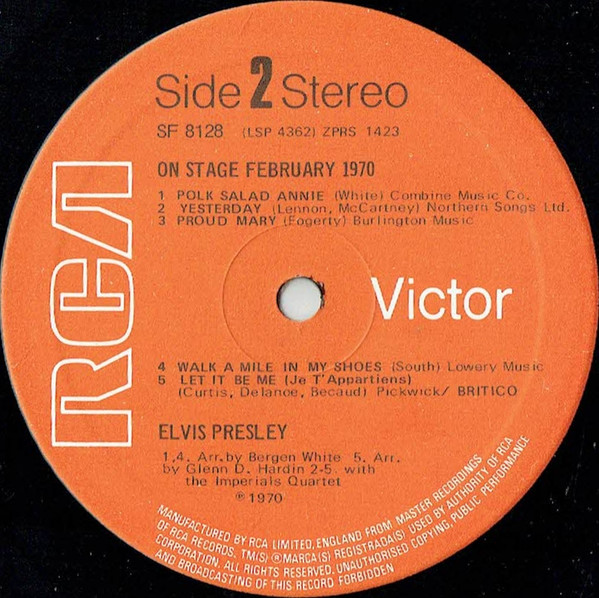 Side 2 Stereo
SF 8128 (LSP 4362) ZPRS 1423
ON STAGE FEBRUARY 1970
1 POLK SALAD ANNIE (White) Combine Music Co.
2 YESTERDAY (Lennon, McCartney) Northern Songs Ltd.
3 PROUD MARY (Fogerty) Burlington Music
RCA
Victor
4 WALK A MILE IN MY SHOES (South) Lowery Music
5 LET IT BE ME (Je T'Appartiens)
(Curtis, Delance, Becaud) Pickwick/ BRITICO
ELVIS PRESLEY
1,4. Arr.by Bergen White 5. Arr.
by Glenn D. Hardin 2-5. with
the Imperials Quartet
℗ 1970
MANUFACTURED BY RCA LIMITED, ENGLAND FROM MASTER RECORDINGS
OF RCA RECORDS. TM(S) ® MARCA(S) REGISTRADA(S) USED BY AUTHORITY OF RCA
CORPORATION. ALL RIGHTS RESERVED. UNAUTHORISED COPYING, PUBLIC PERFORMANCE
AND BROADCASTING OF THIS RECORD FORBIDDEN